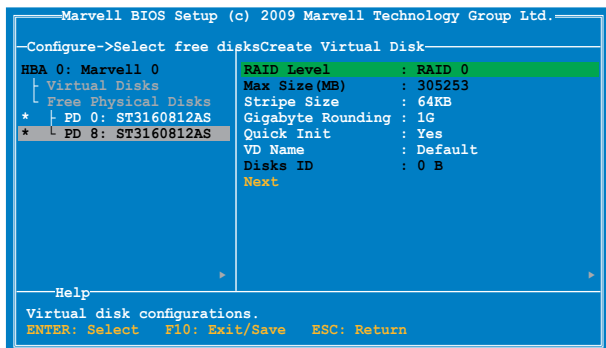 Marvell BIOS Setup (c) 2009 Marvell Technology Group Ltd.
Configure->Select free disksCreate Virtual Disk
HBA 0: Marvell 0
Virtual Disks
Free Physical Disks
* PD 0: ST3160812AS
* PD 8: ST3160812AS
RAID Level : RAID 0
Max Size(MB) : 305253
Stripe Size : 64KB
Gigabyte Rounding : 1G
Quick Init : Yes
VD Name : Default
Disks ID : 0 B
Next
Help
Virtual disk configurations.
ENTER: Select F10: Exit/Save ESC: Return